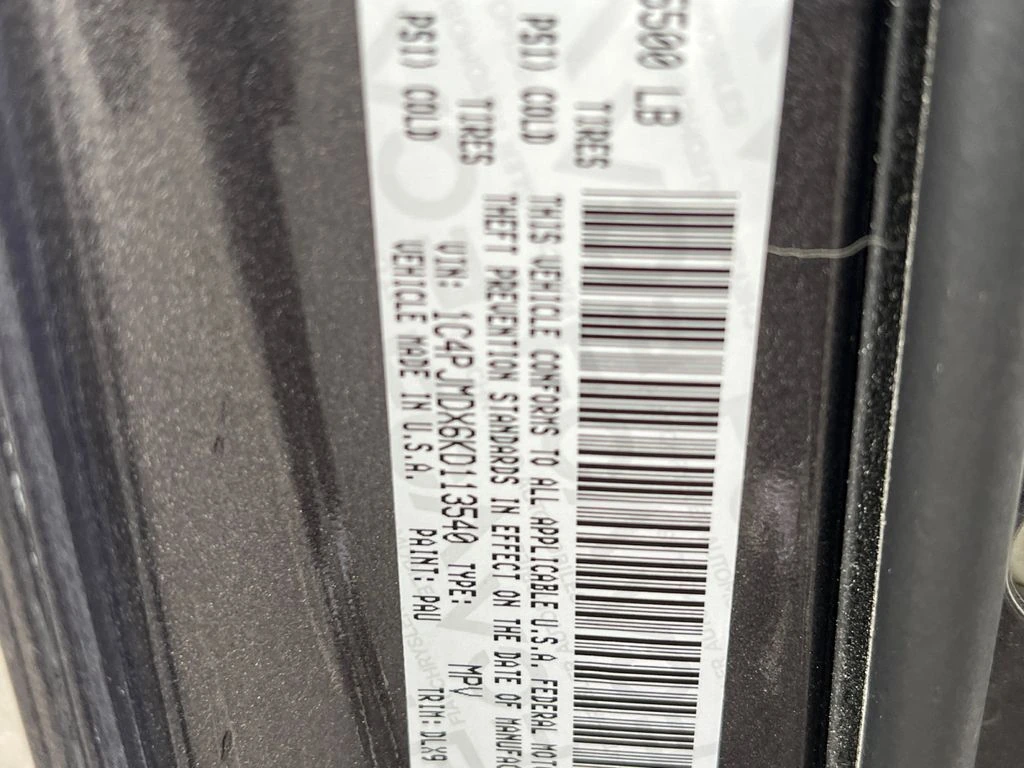 5500 LB
TIRES
PSI) COLD
TIRES
PSI) COLD
THIS VEHICLE CONFORMS TO ALL APPLICABLE U.S.A. FEDERAL MOTO
THEFT PREVENTION STANDARDS IN EFFECT ON THE DATE OF MANUFAC
VIN: 1C4PJMDX6KD113540 TYPE: MPV
VEHICLE MADE IN U.S.A. PAINT: PAU TRIM: DLX9